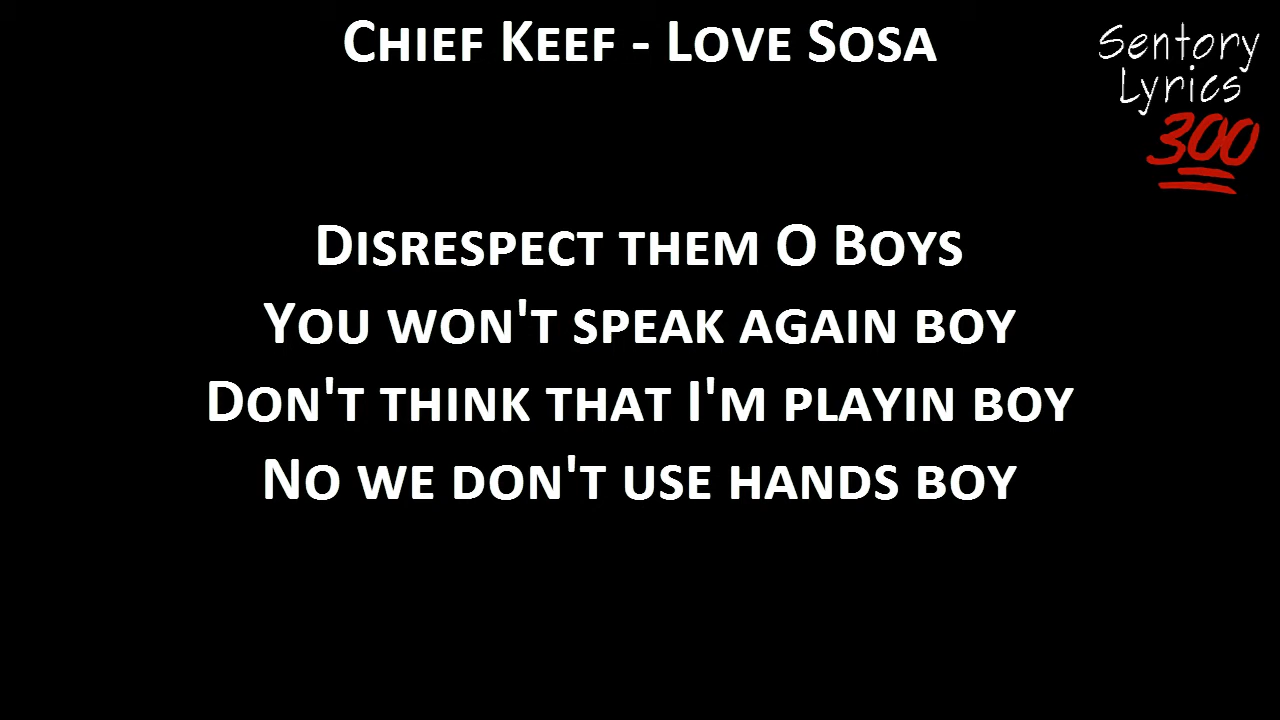 Chief Keef - Love Sosa
Sentory
Lyrics
300
Disrespect them O Boys
You won't speak again boy
Don't think that I'm playin boy
No we don't use hands boy